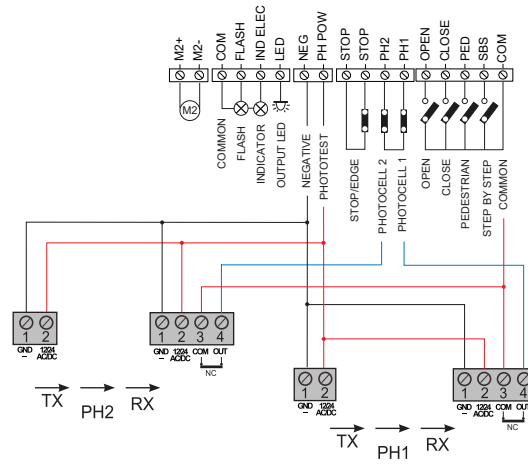 M2+ M2- COM FLASH IND ELEC LED NEG PH POW STOP STOP PH2 PH1 OPEN CLOSE PED SBS COM
M2
COMMON FLASH INDICATOR OUTPUT LED NEGATIVE PHOTOTEST STOP/EDGE PHOTOCELL 2 PHOTOCELL 1 OPEN CLOSE PEDESTRIAN STEP BY STEP COMMON
1 2
GND 12/24 AC/DC
1 2 3 4
GND 12/24 AC/DC COM OUT
NC
TX PH2 RX
1 2
GND 12/24 AC/DC
1 2 3 4
GND 12/24 AC/DC COM OUT
NC
TX PH1 RX